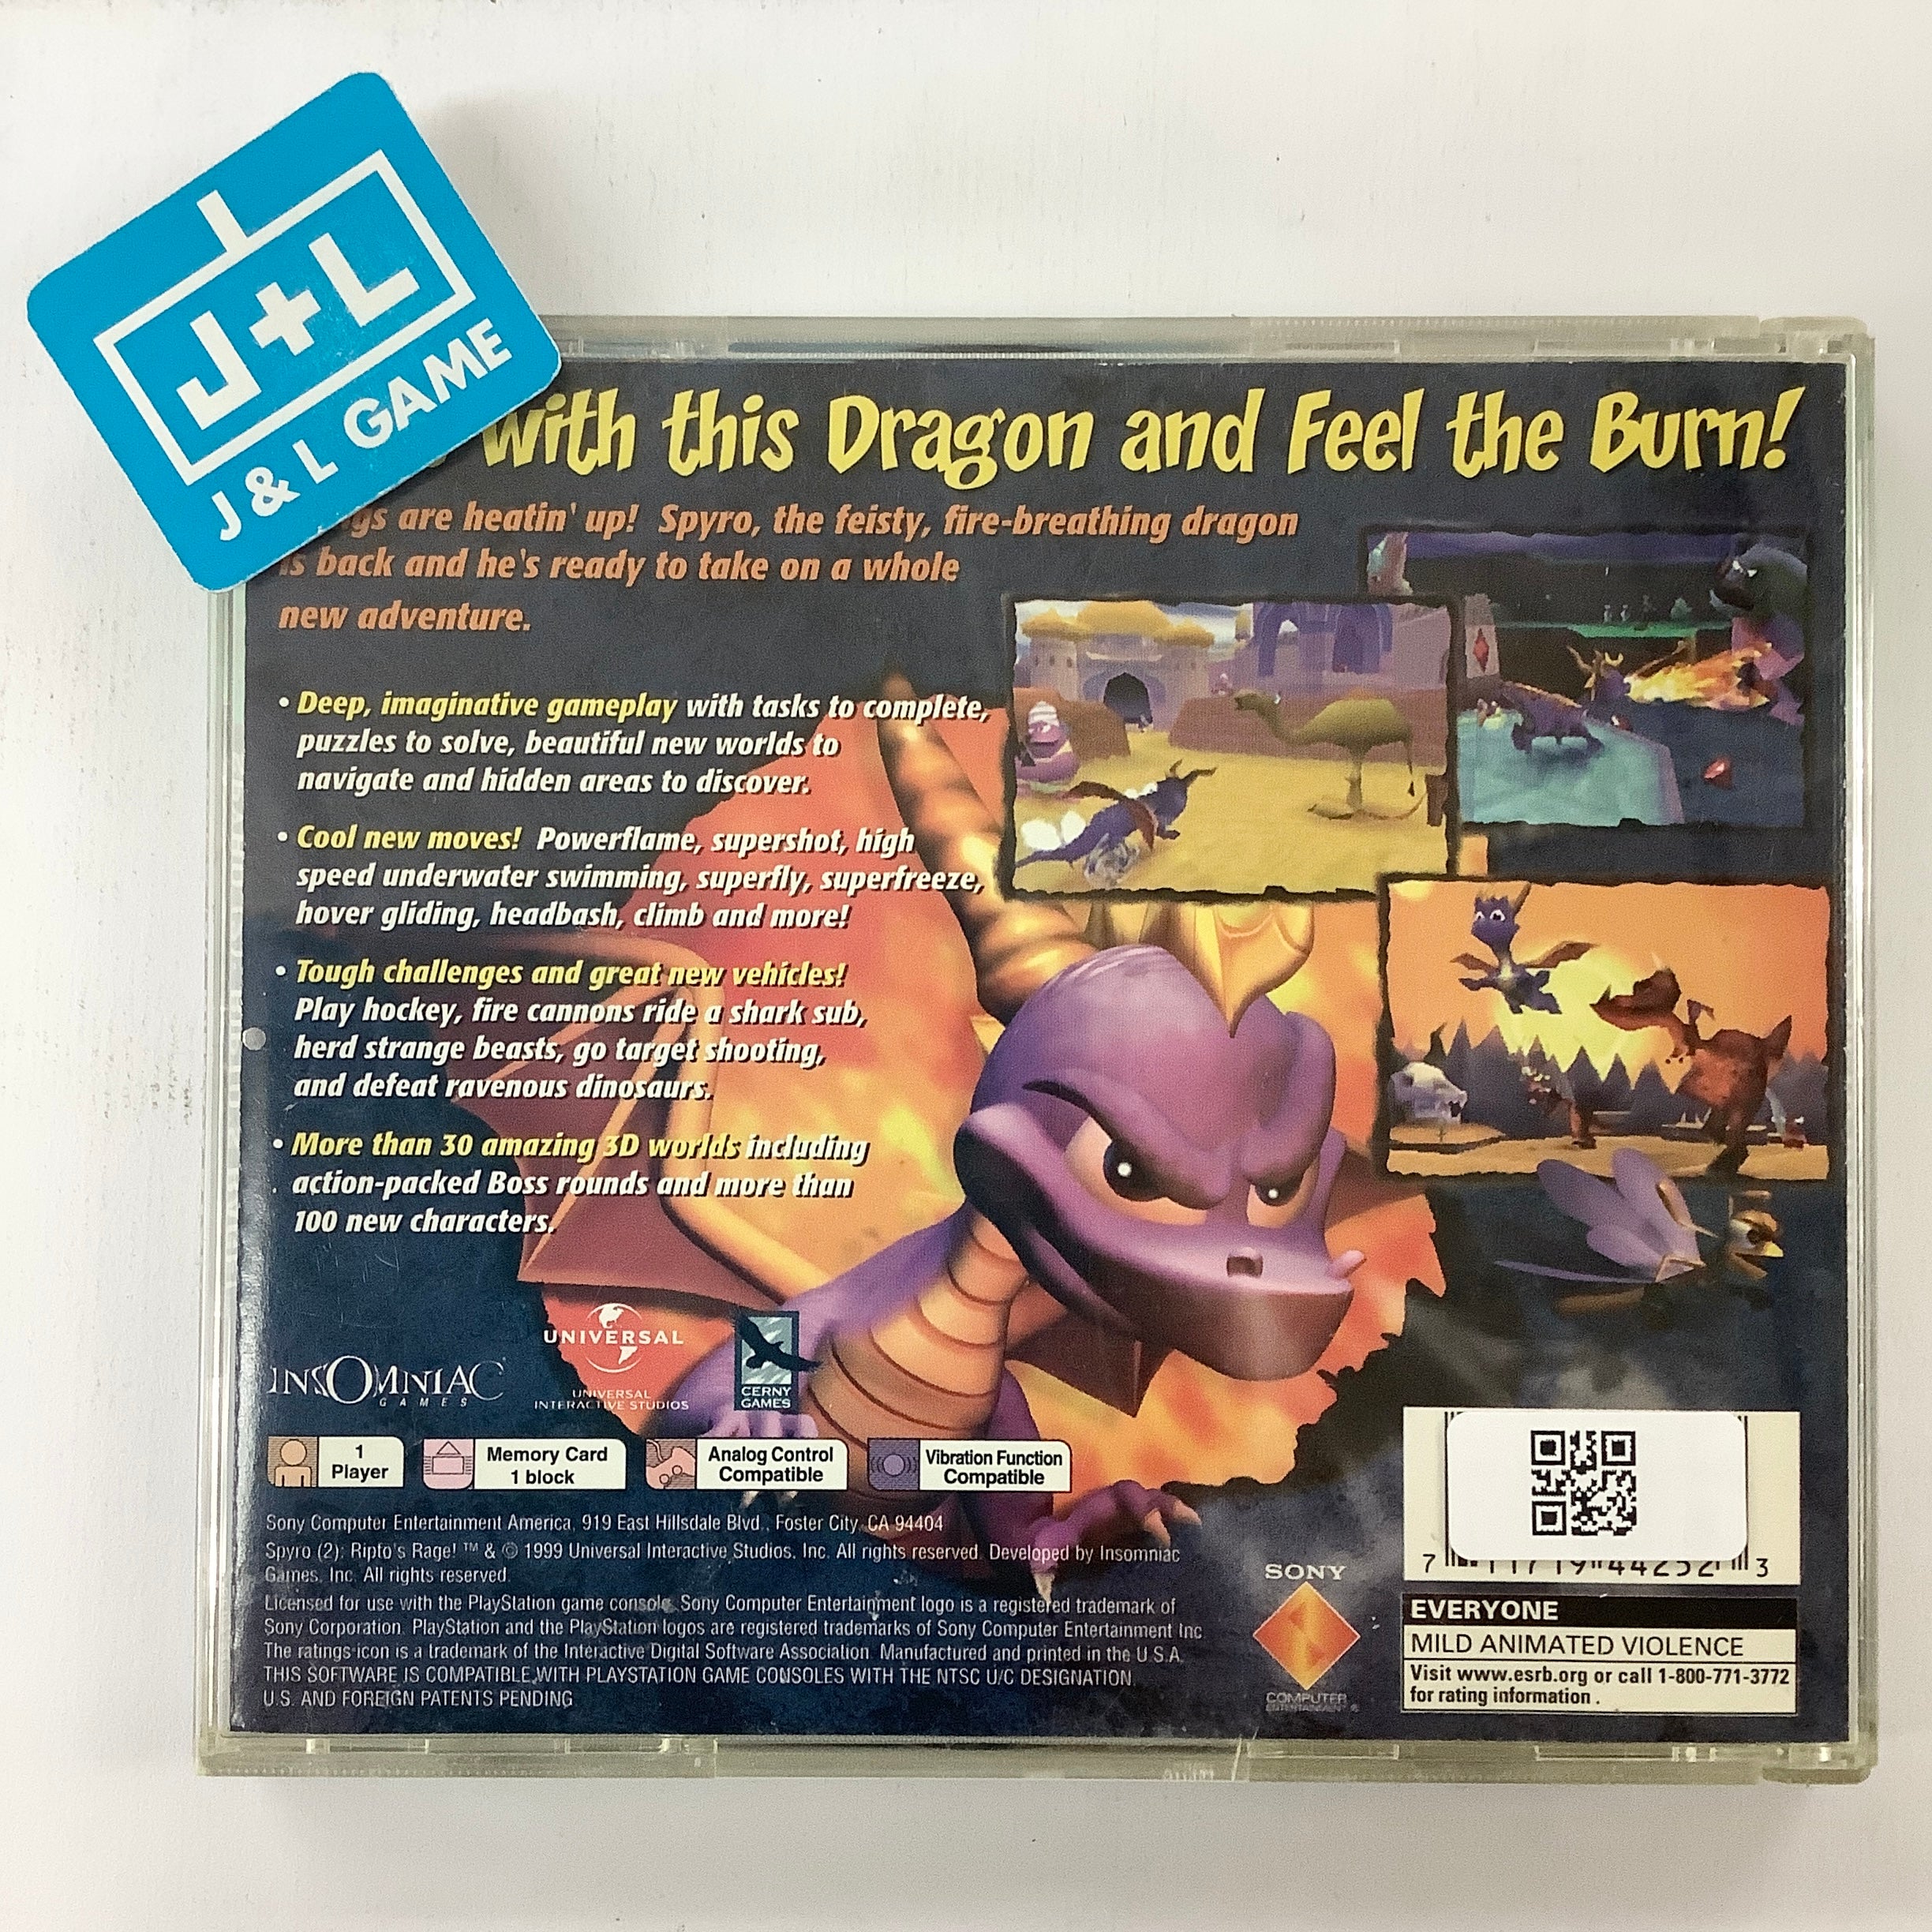 J+L
J & L GAME
with this Dragon and Feel the Burn!
are heatin' up! Spyro, the feisty, fire-breathing dragon
is back and he's ready to take on a whole
new adventure.
• Deep, imaginative gameplay with tasks to complete,
puzzles to solve, beautiful new worlds to
navigate and hidden areas to discover.
• Cool new moves! Powerflame, supershot, high
speed underwater swimming, superfly, superfreeze,
hover gliding, headbash, climb and more!
• Tough challenges and great new vehicles!
Play hockey, fire cannons ride a shark sub,
herd strange beasts, go target shooting,
and defeat ravenous dinosaurs.
• More than 30 amazing 3D worlds including
action-packed Boss rounds and more than
100 new characters.
INSOMNIAC
GAMES
UNIVERSAL
UNIVERSAL
INTERACTIVE STUDIOS
CERNY
GAMES
1
Player
Memory Card
1 block
Analog Control
Compatible
Vibration Function
Compatible
Sony Computer Entertainment America, 919 East Hillsdale Blvd., Foster City, CA 94404
Spyro (2): Ripto's Rage! ™ & © 1999 Universal Interactive Studios, Inc. All rights reserved. Developed by Insomniac
Games, Inc. All rights reserved.
Licensed for use with the PlayStation game console. Sony Computer Entertainment logo is a registered trademark of
Sony Corporation. PlayStation and the PlayStation logos are registered trademarks of Sony Computer Entertainment Inc.
The ratings icon is a trademark of the Interactive Digital Software Association. Manufactured and printed in the U.S.A.
THIS SOFTWARE IS COMPATIBLE WITH PLAYSTATION GAME CONSOLES WITH THE NTSC U/C DESIGNATION.
U.S. AND FOREIGN PATENTS PENDING.
SONY
COMPUTER
ENTERTAINMENT ®
7 11719 44252 3
EVERYONE
MILD ANIMATED VIOLENCE
Visit www.esrb.org or call 1-800-771-3772
for rating information .